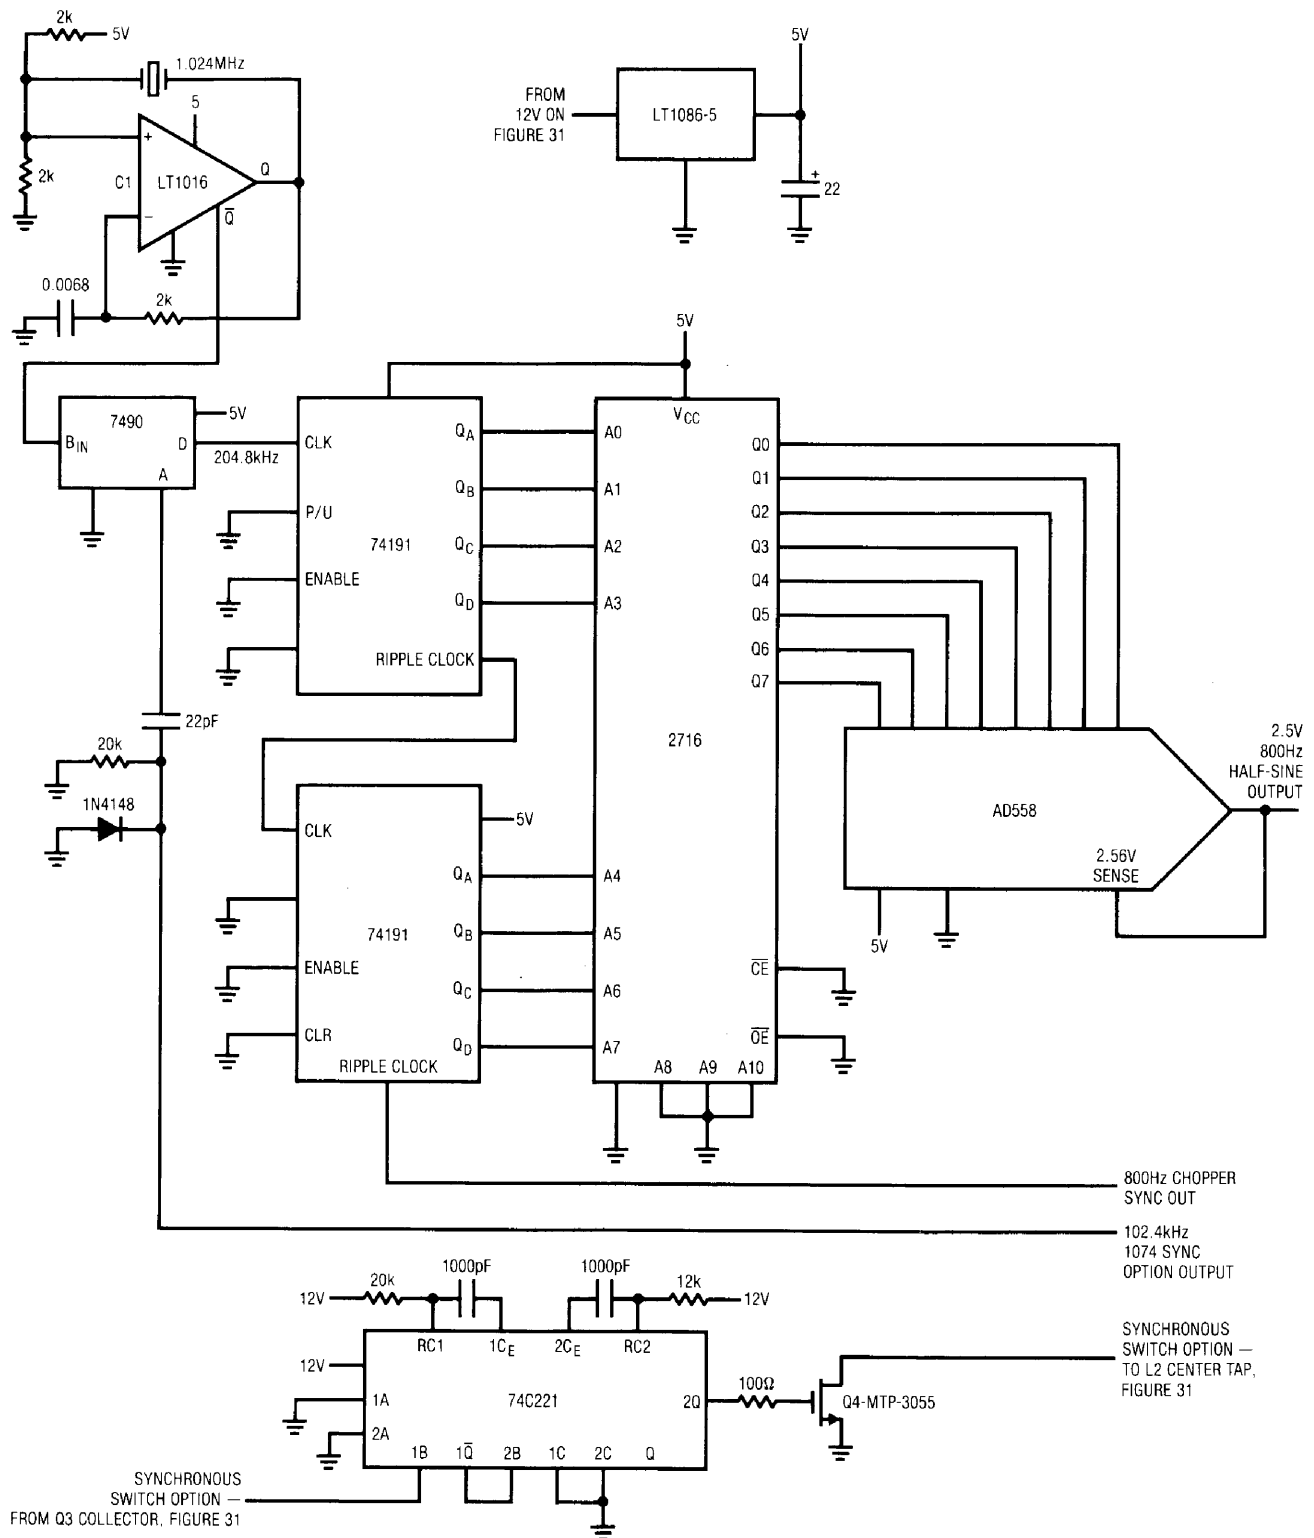 2k
5V
1.024MHz
5
+
2k
C1
LT1016
Q
−
Q̅
0.0068
2k
FROM
12V ON
FIGURE 31
LT1086-5
5V
+
22
5V
7490
5V
B_IN
D
A
204.8kHz
CLK
P/U
ENABLE
74191
Q_A
Q_B
Q_C
Q_D
RIPPLE CLOCK
V_CC
A0
A1
A2
A3
2716
Q0
Q1
Q2
Q3
Q4
Q5
Q6
Q7
22pF
20k
1N4148
CLK
5V
74191
ENABLE
CLR
Q_A
Q_B
Q_C
Q_D
RIPPLE CLOCK
A4
A5
A6
A7
C̅E̅
O̅E̅
A8 A9 A10
AD558
2.56V
SENSE
5V
2.5V
800Hz
HALF-SINE
OUTPUT
800Hz CHOPPER
SYNC OUT
102.4kHz
1074 SYNC
OPTION OUTPUT
12V
20k
1000pF
1000pF
12k
12V
RC1
1C_E
2C_E
RC2
12V
1A
2A
74C221
2Q
1B
1Q̅
2B
1C
2C
Q
100Ω
Q4-MTP-3055
SYNCHRONOUS
SWITCH OPTION —
TO L2 CENTER TAP,
FIGURE 31
SYNCHRONOUS
SWITCH OPTION —
FROM Q3 COLLECTOR, FIGURE 31